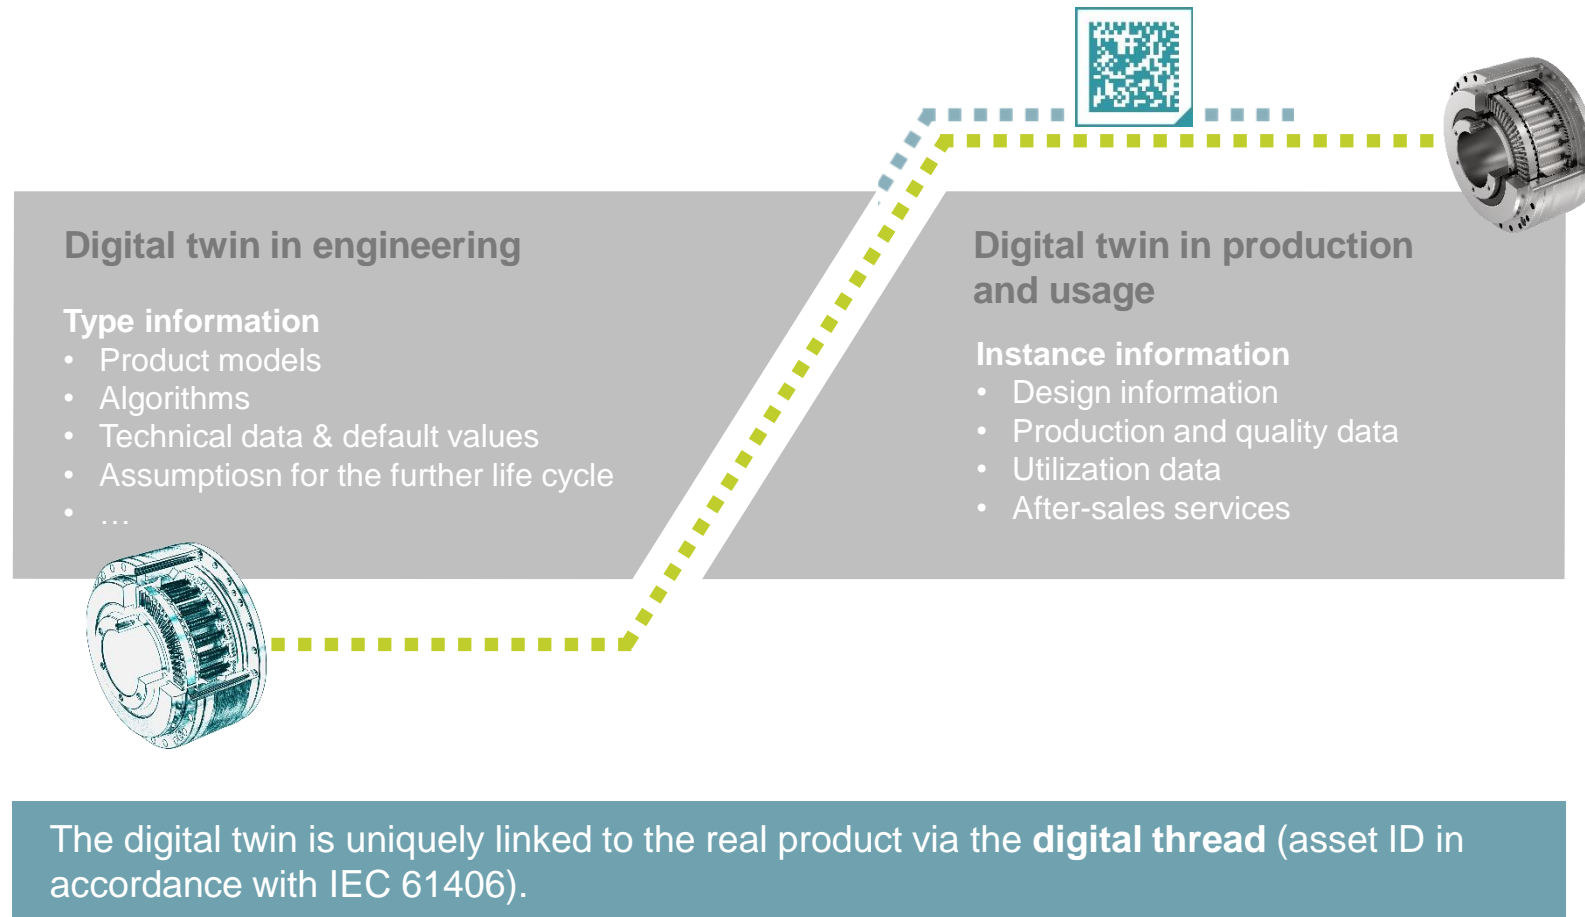 Digital twin in engineering
Type information
• Product models
• Algorithms
• Technical data & default values
• Assumptiosn for the further life cycle
• …
Digital twin in production
and usage
Instance information
• Design information
• Production and quality data
• Utilization data
• After-sales services
The digital twin is uniquely linked to the real product via the digital thread (asset ID in
accordance with IEC 61406).